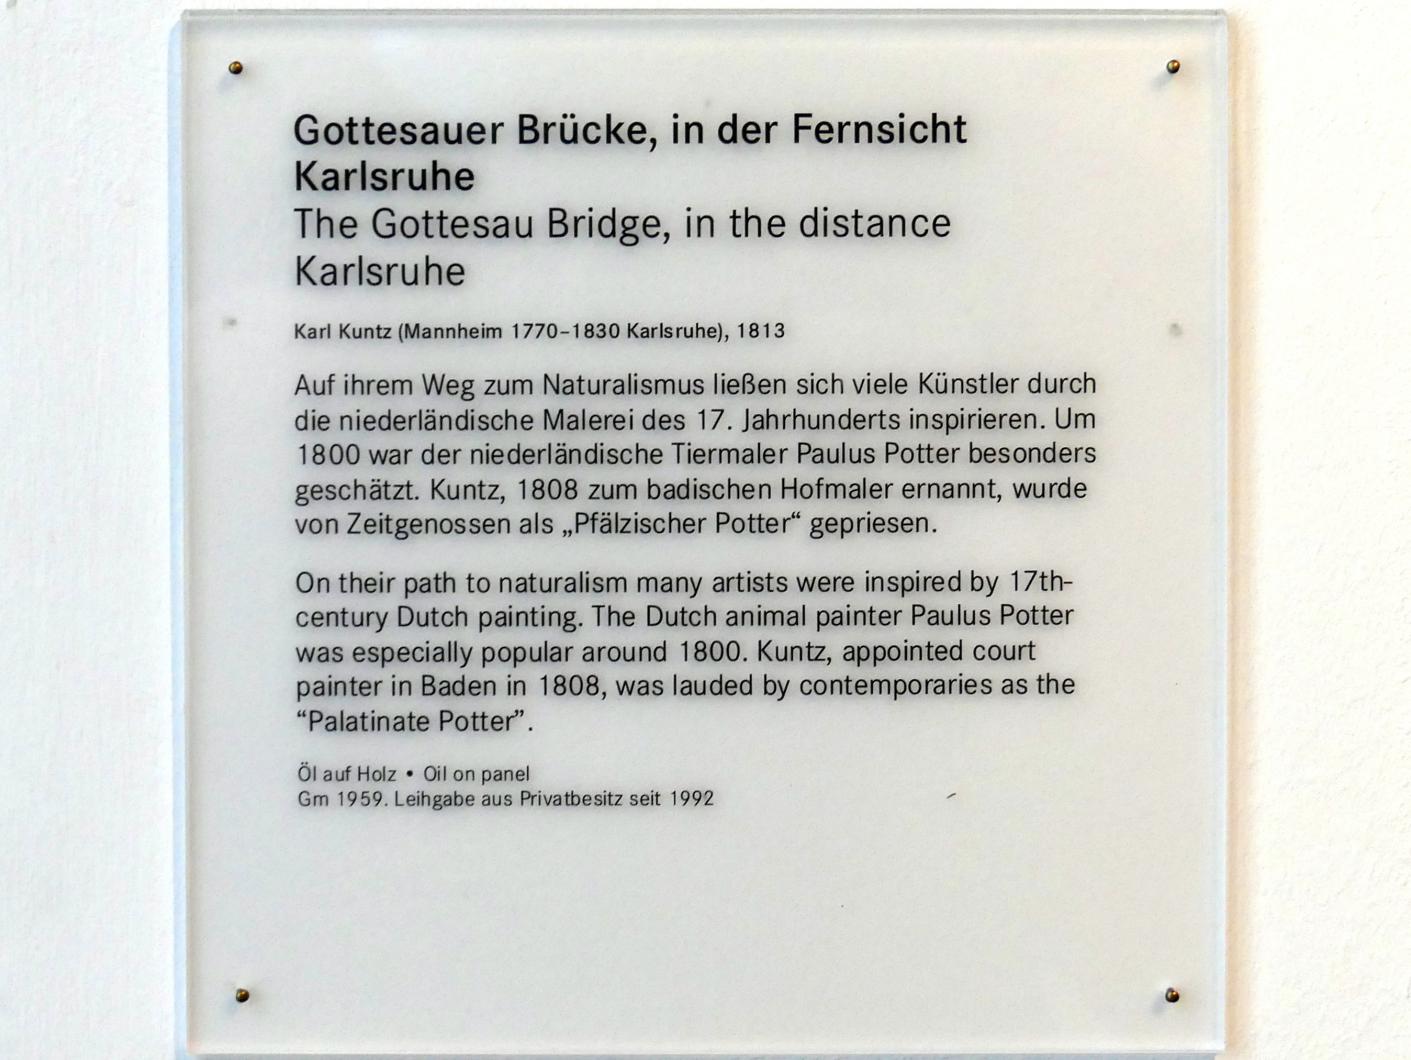 Gottesauer Brücke, in der Fernsicht
Karlsruhe
The Gottesau Bridge, in the distance
Karlsruhe
Karl Kuntz (Mannheim 1770–1830 Karlsruhe), 1813
Auf ihrem Weg zum Naturalismus ließen sich viele Künstler durch
die niederländische Malerei des 17. Jahrhunderts inspirieren. Um
1800 war der niederländische Tiermaler Paulus Potter besonders
geschätzt. Kuntz, 1808 zum badischen Hofmaler ernannt, wurde
von Zeitgenossen als „Pfälzischer Potter“ gepriesen.
On their path to naturalism many artists were inspired by 17th-
century Dutch painting. The Dutch animal painter Paulus Potter
was especially popular around 1800. Kuntz, appointed court
painter in Baden in 1808, was lauded by contemporaries as the
“Palatinate Potter”.
Öl auf Holz • Oil on panel
Gm 1959. Leihgabe aus Privatbesitz seit 1992